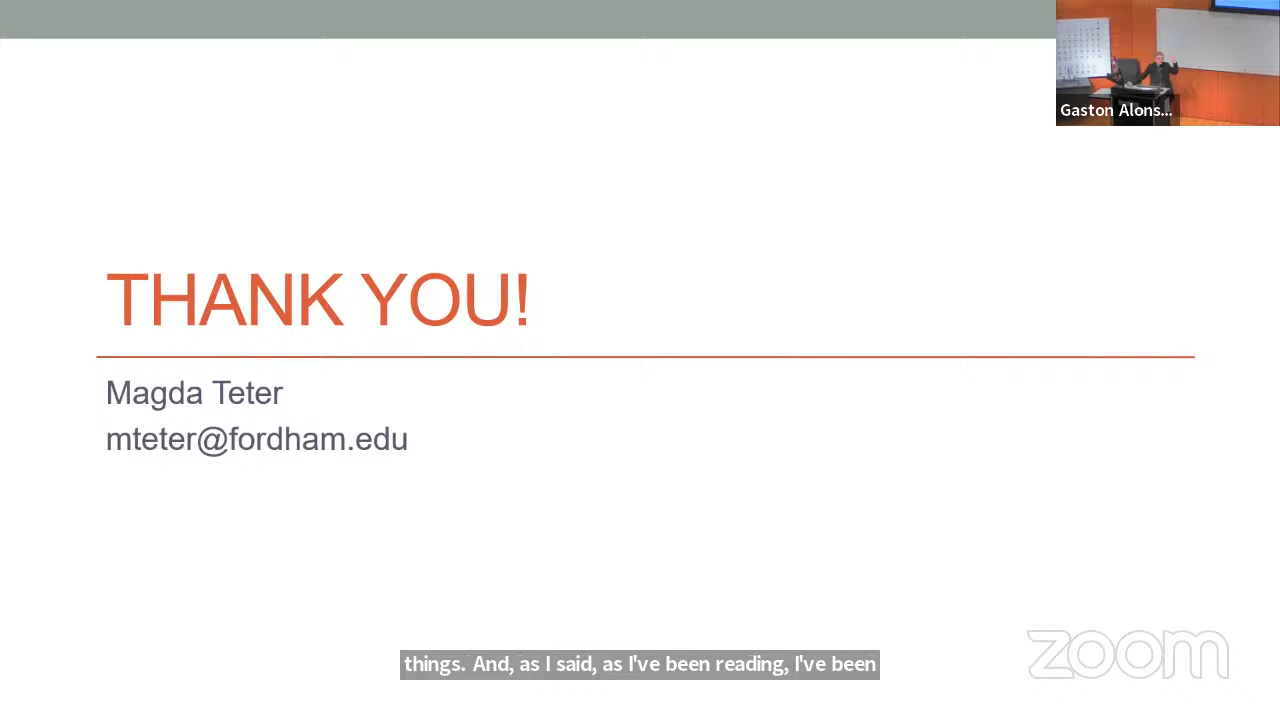 Gaston Alons...
THANK YOU!
Magda Teter
mteter@fordham.edu
things. And, as I said, as I've been reading, I've been
zoom